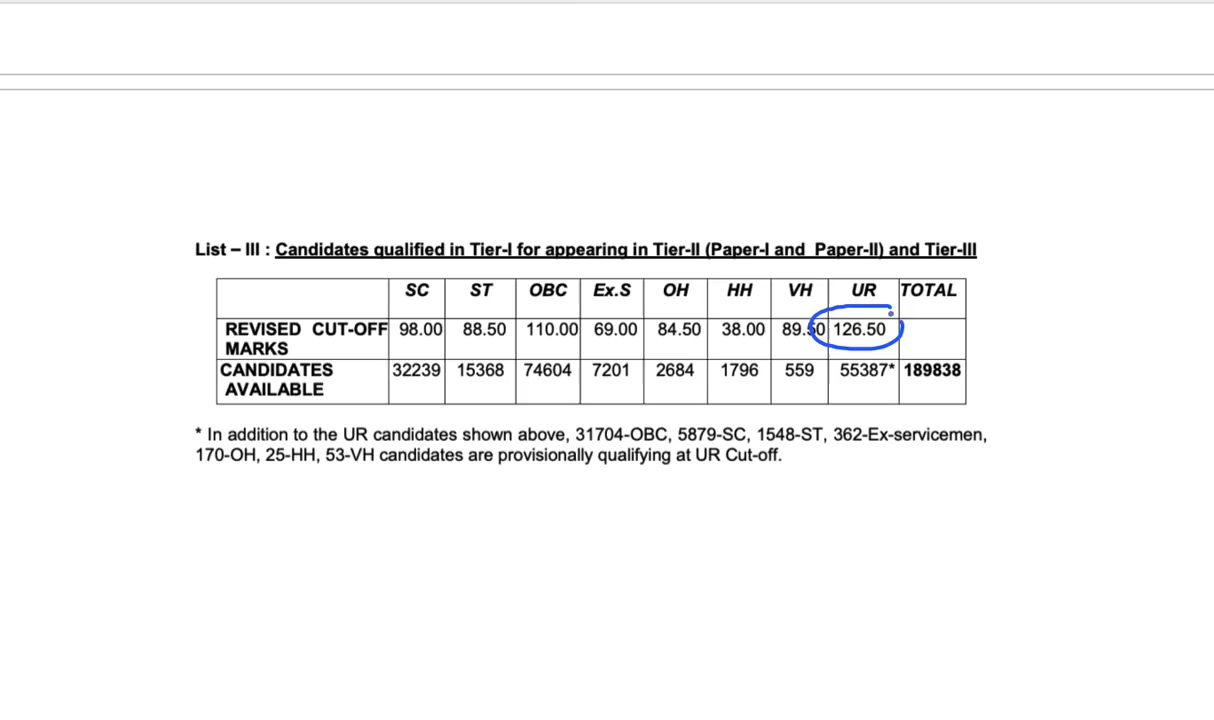 List – III : Candidates qualified in Tier-I for appearing in Tier-II (Paper-I and Paper-II) and Tier-III
SC ST OBC Ex.S OH HH VH UR TOTAL
REVISED CUT-OFF 98.00 88.50 110.00 69.00 84.50 38.00 89.50 126.50
MARKS
CANDIDATES 32239 15368 74604 7201 2684 1796 559 55387* 189838
AVAILABLE
* In addition to the UR candidates shown above, 31704-OBC, 5879-SC, 1548-ST, 362-Ex-servicemen,
170-OH, 25-HH, 53-VH candidates are provisionally qualifying at UR Cut-off.